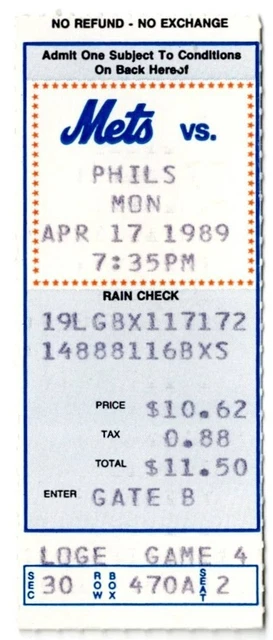 NO REFUND - NO EXCHANGE
Admit One Subject To Conditions
On Back Hereof
Mets vs.
PHILS
MON
APR 17 1989
7:35PM
RAIN CHECK
19LGBX117172
14888116BXS
PRICE $10.62
TAX 0.88
TOTAL $11.50
ENTER GATE B
LOGE GAME 4
SEC 30 ROW BOX 470A SEAT 2